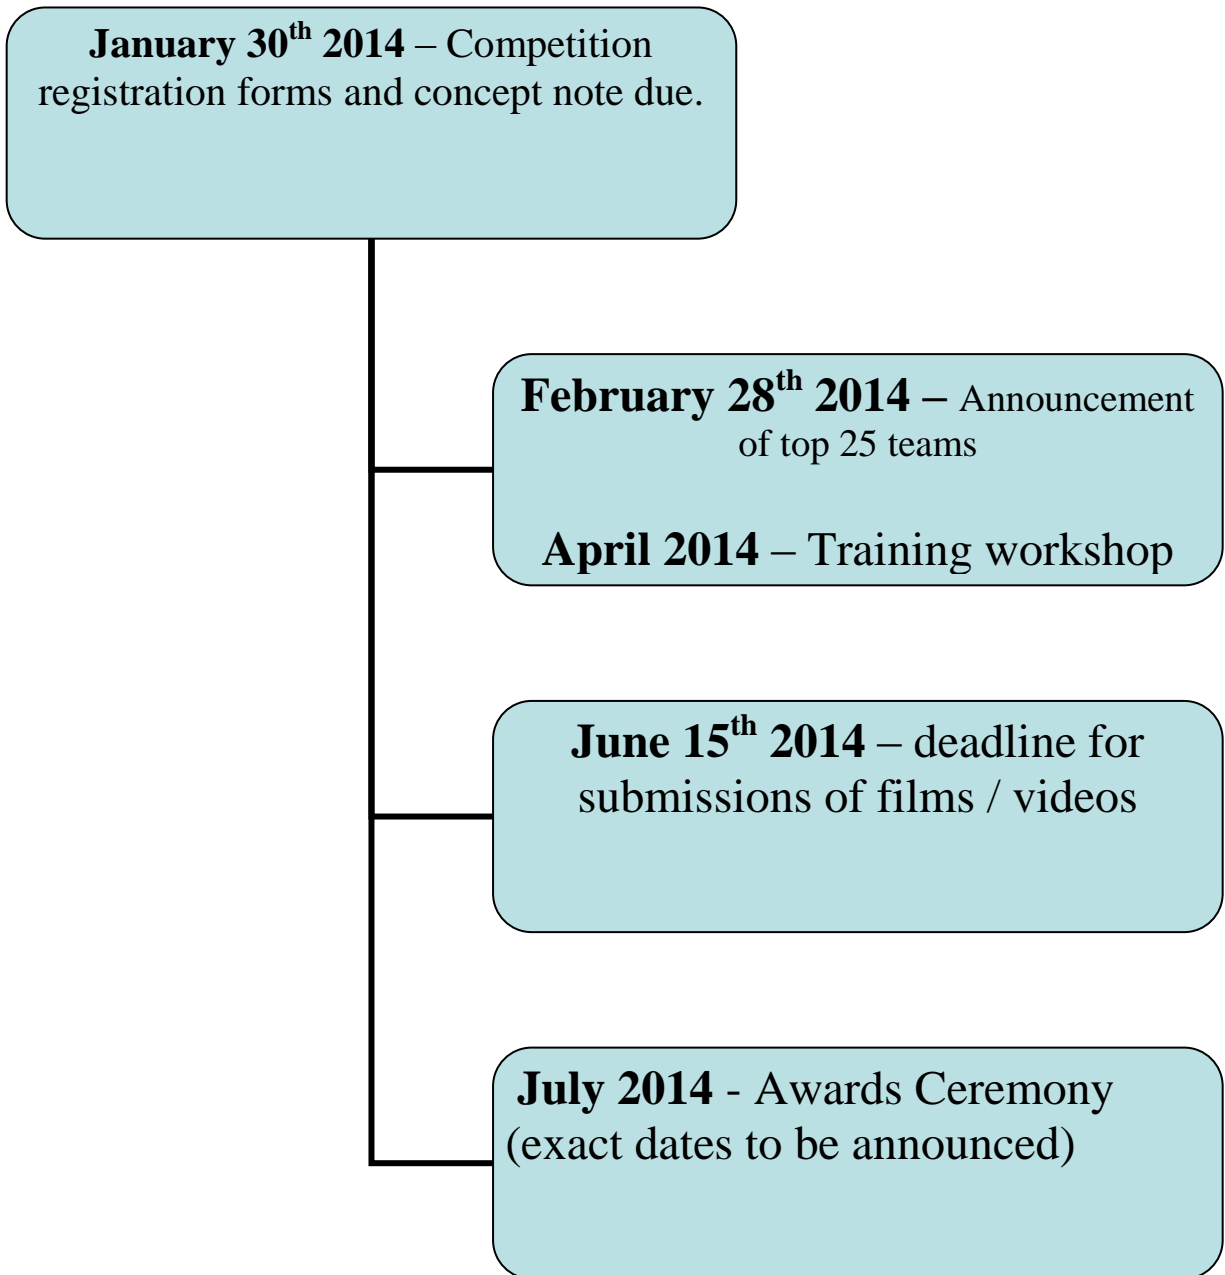 January 30th 2014 – Competition
registration forms and concept note due.
February 28th 2014 – Announcement
of top 25 teams
April 2014 – Training workshop
June 15th 2014 – deadline for
submissions of films / videos
July 2014 - Awards Ceremony
(exact dates to be announced)